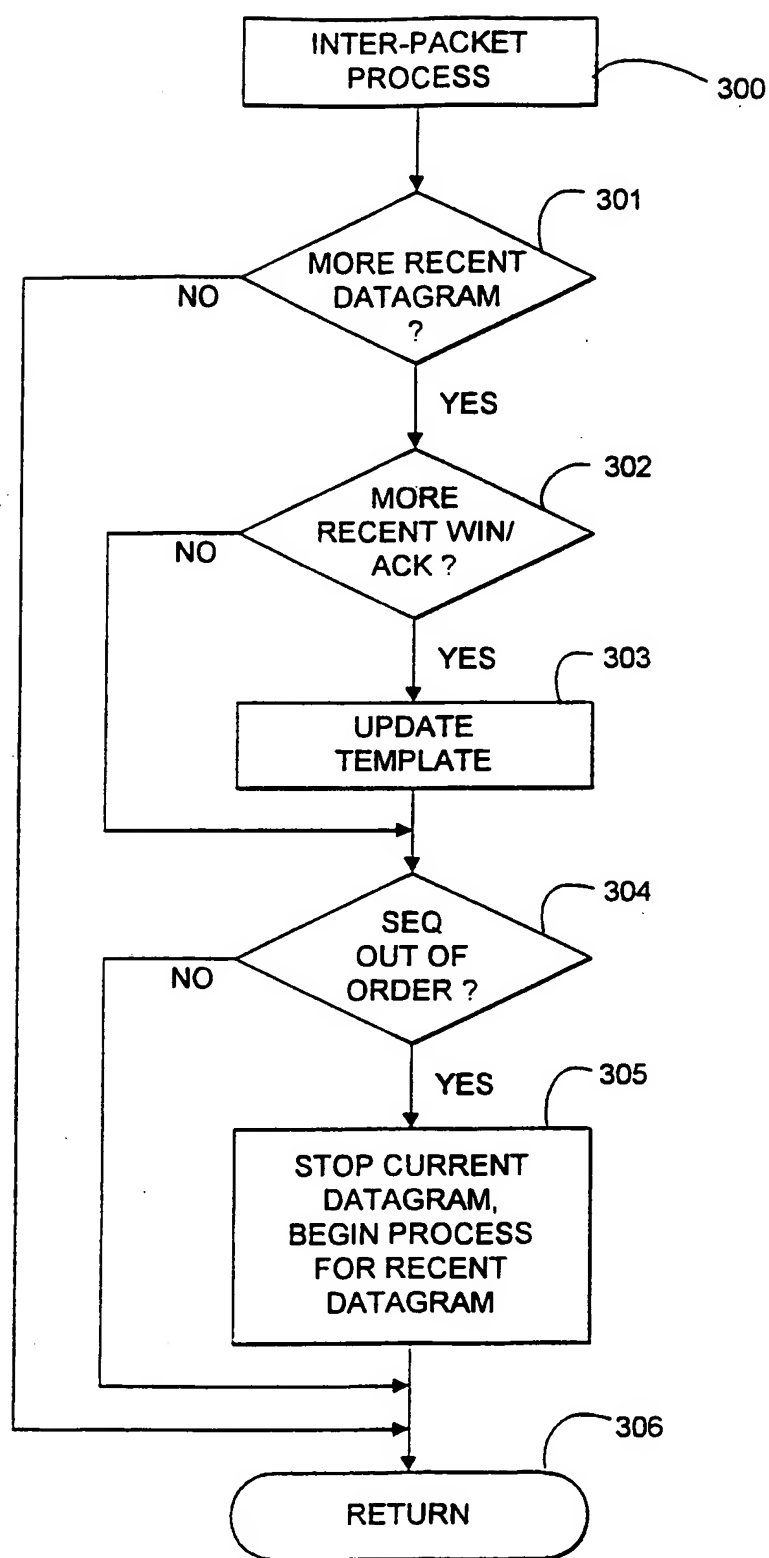 INTER-PACKET
PROCESS
300
301
MORE RECENT
DATAGRAM
?
NO
YES
302
MORE
RECENT WIN/
ACK ?
NO
YES
303
UPDATE
TEMPLATE
304
SEQ
OUT OF
ORDER ?
NO
YES
305
STOP CURRENT
DATAGRAM,
BEGIN PROCESS
FOR RECENT
DATAGRAM
306
RETURN